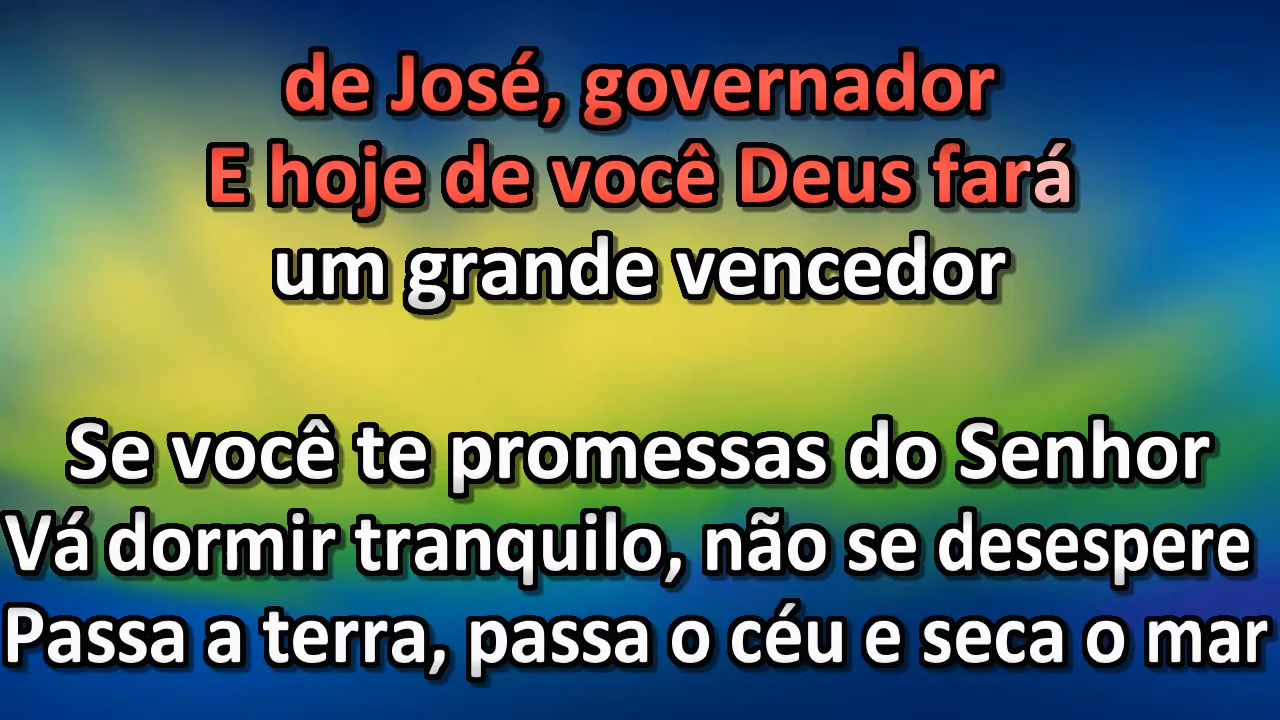 de José, governador
E hoje de você Deus fará
um grande vencedor
Se você te promessas do Senhor
Vá dormir tranquilo, não se desespere
Passa a terra, passa o céu e seca o mar